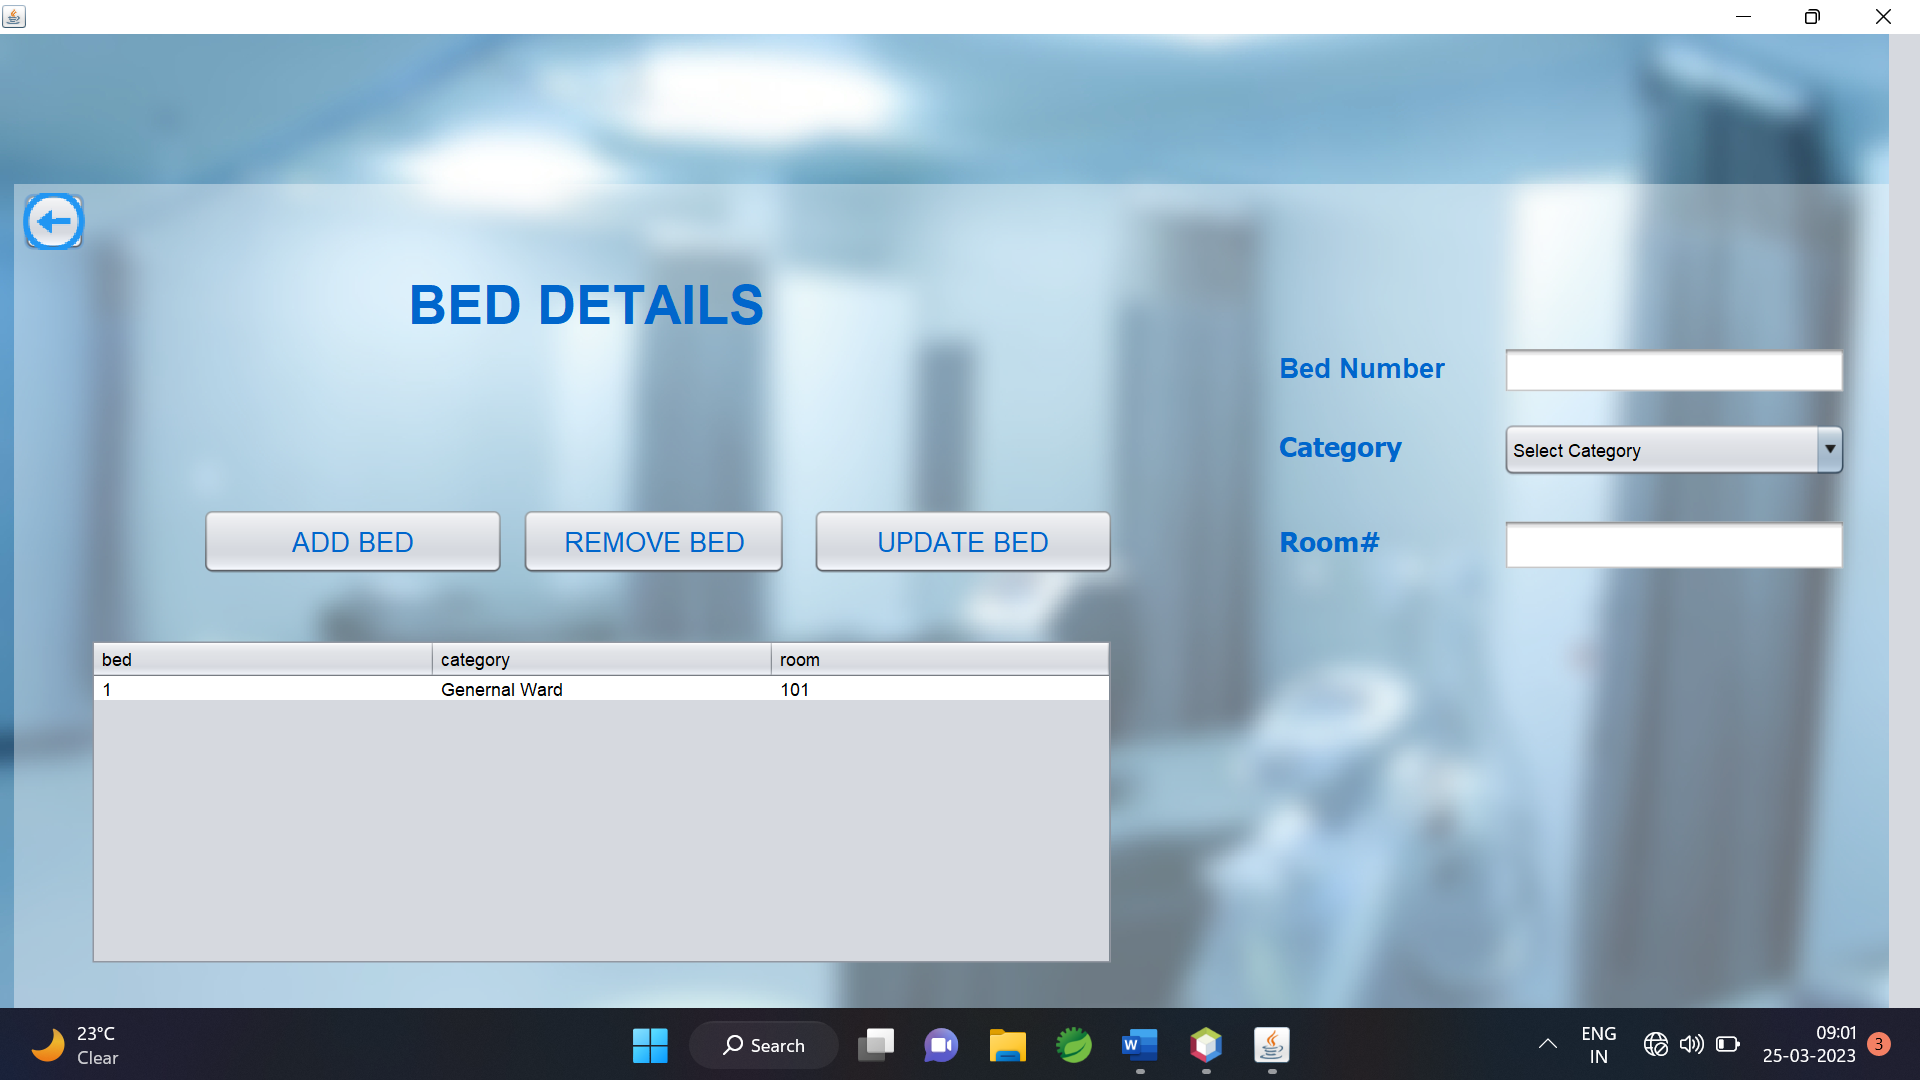 BED DETAILS
Bed Number
Category
Select Category
ADD BED
REMOVE BED
UPDATE BED
Room#
bed category room
1 Genernal Ward 101
23°C
Clear
Search
W
ENG
IN
09:01
25-03-2023
3